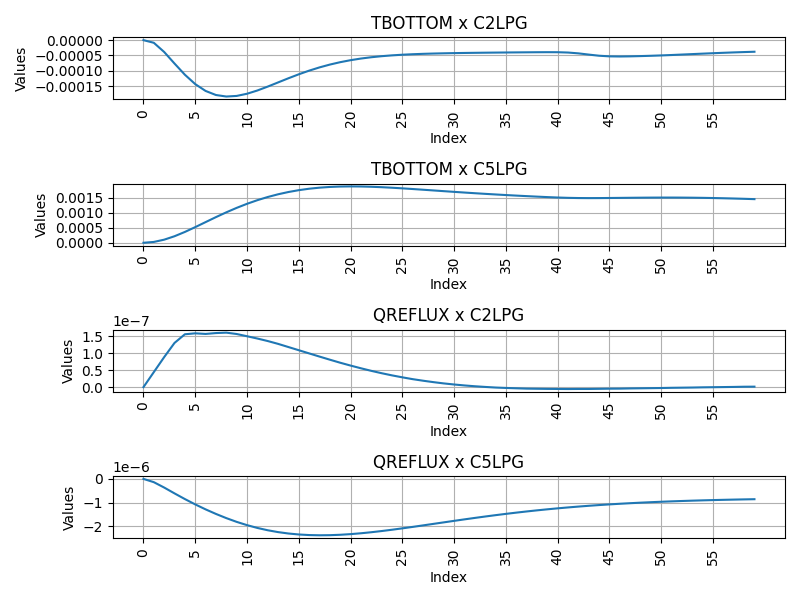 TBOTTOM x C2LPG
0.00000
−0.00005
−0.00010
−0.00015
Values
0 5 10 15 20 25 30 35 40 45 50 55
Index
TBOTTOM x C5LPG
0.0015
0.0010
0.0005
0.0000
Values
0 5 10 15 20 25 30 35 40 45 50 55
Index
QREFLUX x C2LPG
1e−7
1.5
1.0
0.5
0.0
Values
0 5 10 15 20 25 30 35 40 45 50 55
Index
QREFLUX x C5LPG
1e−6
0
−1
−2
Values
0 5 10 15 20 25 30 35 40 45 50 55
Index